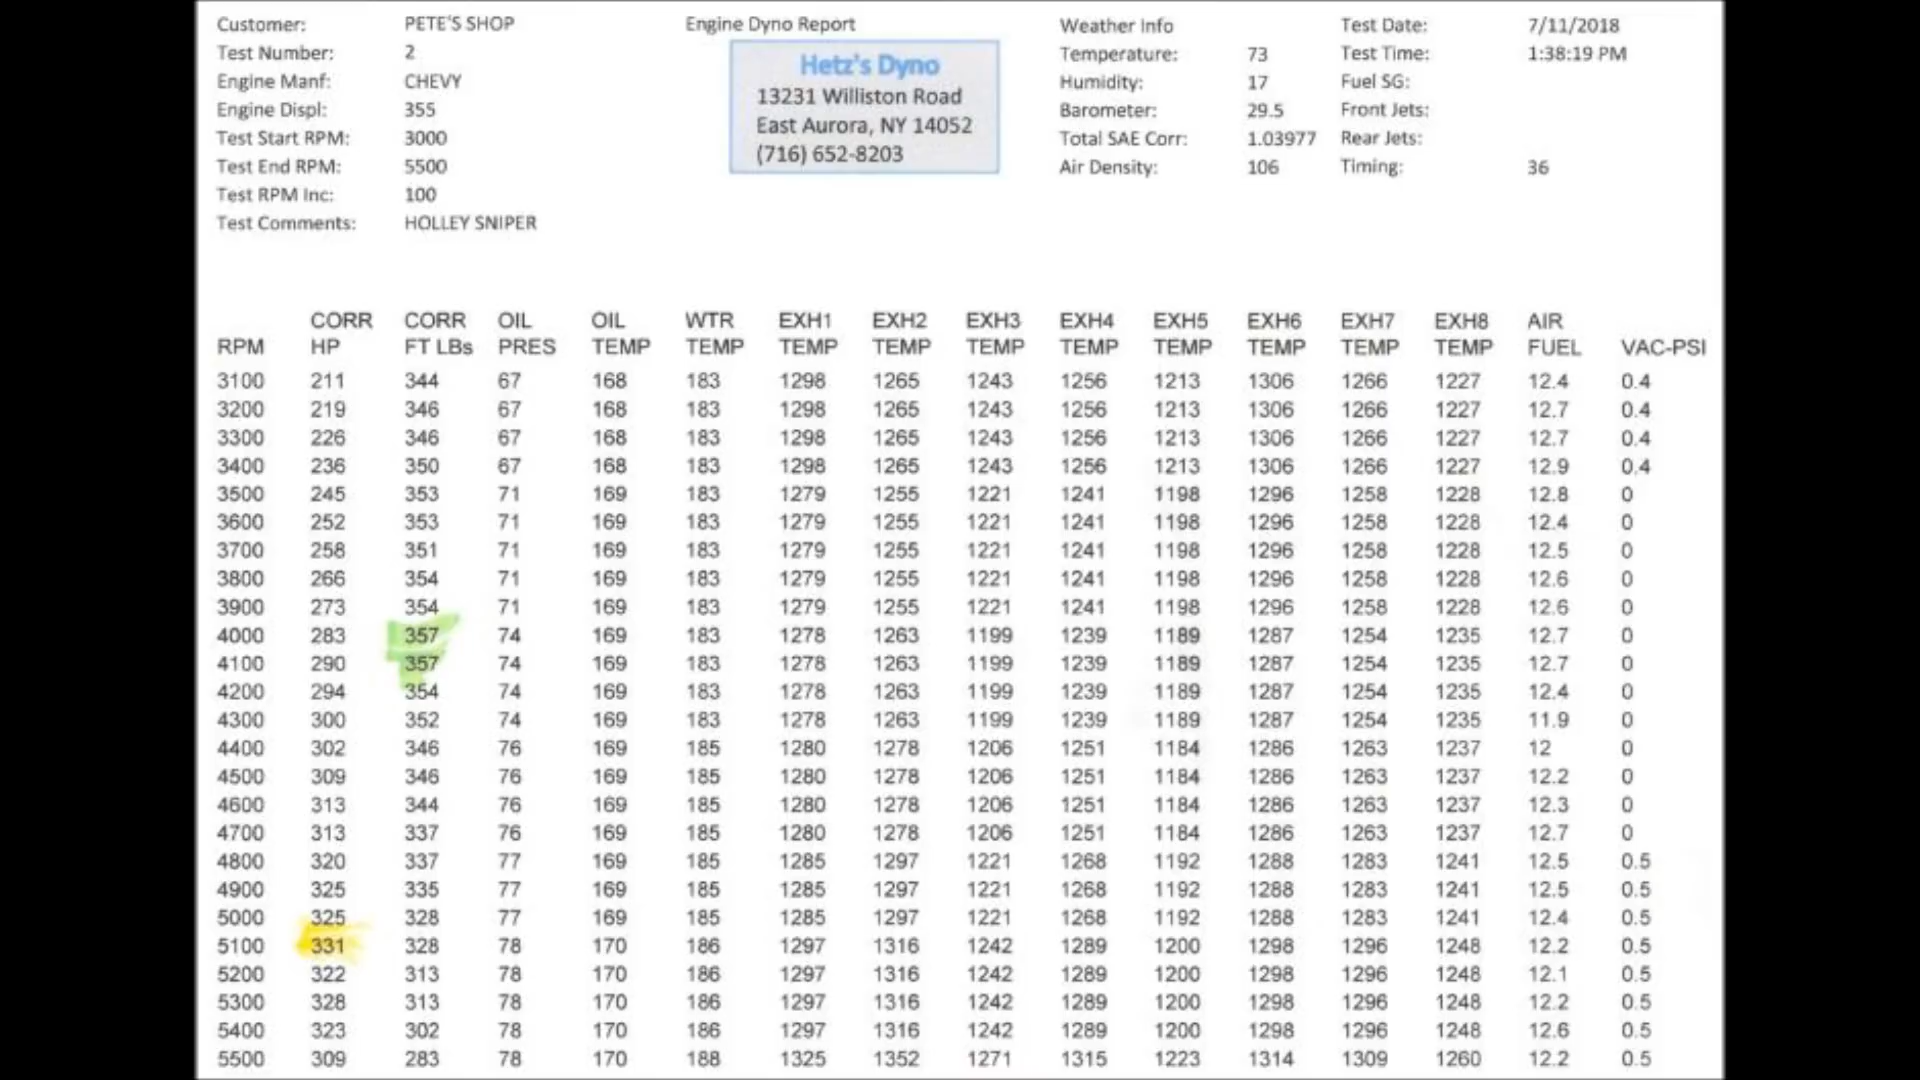 Customer: PETE'S SHOP Engine Dyno Report Weather Info Test Date: 7/11/2018
Test Number: 2 Hetz's Dyno Temperature: 73 Test Time: 1:38:19 PM
Engine Manf: CHEVY 13231 Williston Road Humidity: 17 Fuel SG:
Engine Displ: 355 East Aurora, NY 14052 Barometer: 29.5 Front Jets:
Test Start RPM: 3000 (716) 652-8203 Total SAE Corr: 1.03977 Rear Jets:
Test End RPM: 5500 Air Density: 106 Timing: 36
Test RPM Inc: 100
Test Comments: HOLLEY SNIPER
CORR CORR OIL OIL WTR EXH1 EXH2 EXH3 EXH4 EXH5 EXH6 EXH7 EXH8 AIR
RPM HP FT LBs PRES TEMP TEMP TEMP TEMP TEMP TEMP TEMP TEMP TEMP TEMP FUEL VAC-PSI
3100 211 344 67 168 183 1298 1265 1243 1256 1213 1306 1266 1227 12.4 0.4
3200 219 346 67 168 183 1298 1265 1243 1256 1213 1306 1266 1227 12.7 0.4
3300 226 346 67 168 183 1298 1265 1243 1256 1213 1306 1266 1227 12.7 0.4
3400 236 350 67 168 183 1298 1265 1243 1256 1213 1306 1266 1227 12.9 0.4
3500 245 353 71 169 183 1279 1255 1221 1241 1198 1296 1258 1228 12.8 0
3600 252 353 71 169 183 1279 1255 1221 1241 1198 1296 1258 1228 12.4 0
3700 258 351 71 169 183 1279 1255 1221 1241 1198 1296 1258 1228 12.5 0
3800 266 354 71 169 183 1279 1255 1221 1241 1198 1296 1258 1228 12.6 0
3900 273 354 71 169 183 1279 1255 1221 1241 1198 1296 1258 1228 12.6 0
4000 283 357 74 169 183 1278 1263 1199 1239 1189 1287 1254 1235 12.7 0
4100 290 357 74 169 183 1278 1263 1199 1239 1189 1287 1254 1235 12.7 0
4200 294 354 74 169 183 1278 1263 1199 1239 1189 1287 1254 1235 12.4 0
4300 300 352 74 169 183 1278 1263 1199 1239 1189 1287 1254 1235 11.9 0
4400 302 346 76 169 185 1280 1278 1206 1251 1184 1286 1263 1237 12 0
4500 309 346 76 169 185 1280 1278 1206 1251 1184 1286 1263 1237 12.2 0
4600 313 344 76 169 185 1280 1278 1206 1251 1184 1286 1263 1237 12.3 0
4700 313 337 76 169 185 1280 1278 1206 1251 1184 1286 1263 1237 12.7 0
4800 320 337 77 169 185 1285 1297 1221 1268 1192 1288 1283 1241 12.5 0.5
4900 325 335 77 169 185 1285 1297 1221 1268 1192 1288 1283 1241 12.5 0.5
5000 325 328 77 169 185 1285 1297 1221 1268 1192 1288 1283 1241 12.4 0.5
5100 331 328 78 170 186 1297 1316 1242 1289 1200 1298 1296 1248 12.2 0.5
5200 322 313 78 170 186 1297 1316 1242 1289 1200 1298 1296 1248 12.1 0.5
5300 328 313 78 170 186 1297 1316 1242 1289 1200 1298 1296 1248 12.2 0.5
5400 323 302 78 170 186 1297 1316 1242 1289 1200 1298 1296 1248 12.6 0.5
5500 309 283 78 170 188 1325 1352 1271 1315 1223 1314 1309 1260 12.2 0.5